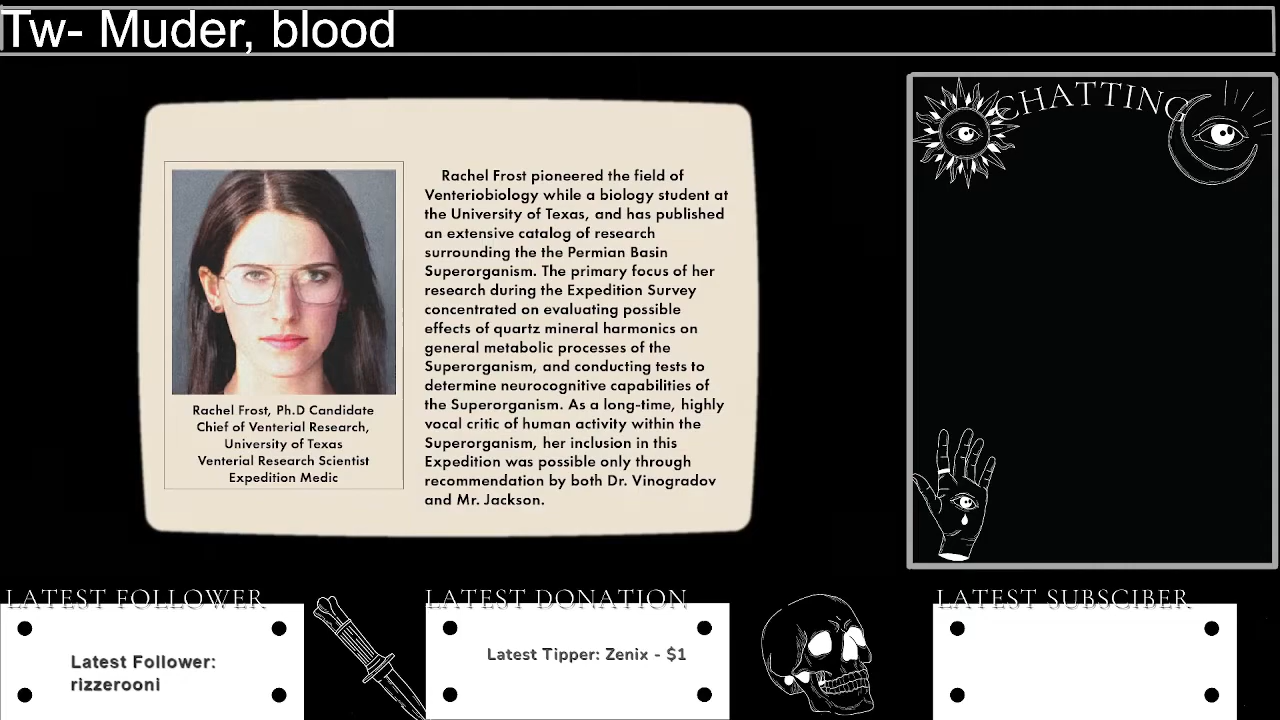 Tw- Muder, blood
CHATTING
Rachel Frost pioneered the field of
Venteriobiology while a biology student at
the University of Texas, and has published
an extensive catalog of research
surrounding the the Permian Basin
Superorganism. The primary focus of her
research during the Expedition Survey
concentrated on evaluating possible
effects of quartz mineral harmonics on
general metabolic processes of the
Superorganism, and conducting tests to
determine neurocognitive capabilities of
the Superorganism. As a long-time, highly
vocal critic of human activity within the
Superorganism, her inclusion in this
Expedition was possible only through
recommendation by both Dr. Vinogradov
and Mr. Jackson.
Rachel Frost, Ph.D Candidate
Chief of Venterial Research,
University of Texas
Venterial Research Scientist
Expedition Medic
LATEST FOLLOWER
Latest Follower:
rizzerooni
LATEST DONATION
Latest Tipper: Zenix - $1
LATEST SUBSCIBER